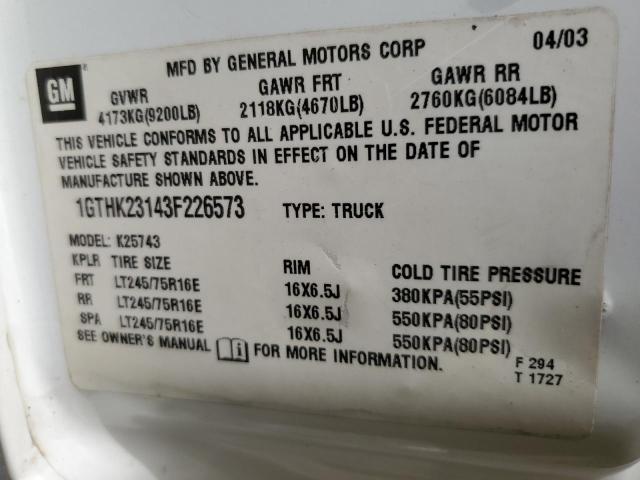 GM
MFD BY GENERAL MOTORS CORP 04/03
GVWR GAWR FRT GAWR RR
4173KG(9200LB) 2118KG(4670LB) 2760KG(6084LB)
THIS VEHICLE CONFORMS TO ALL APPLICABLE U.S. FEDERAL MOTOR
VEHICLE SAFETY STANDARDS IN EFFECT ON THE DATE OF
MANUFACTURE SHOWN ABOVE.
1GTHK23143F226573 TYPE: TRUCK
MODEL: K25743
KPLR TIRE SIZE RIM COLD TIRE PRESSURE
FRT LT245/75R16E 16X6.5J 380KPA(55PSI)
RR LT245/75R16E 16X6.5J 550KPA(80PSI)
SPA LT245/75R16E 16X6.5J 550KPA(80PSI)
SEE OWNER'S MANUAL FOR MORE INFORMATION.
F 294
T 1727